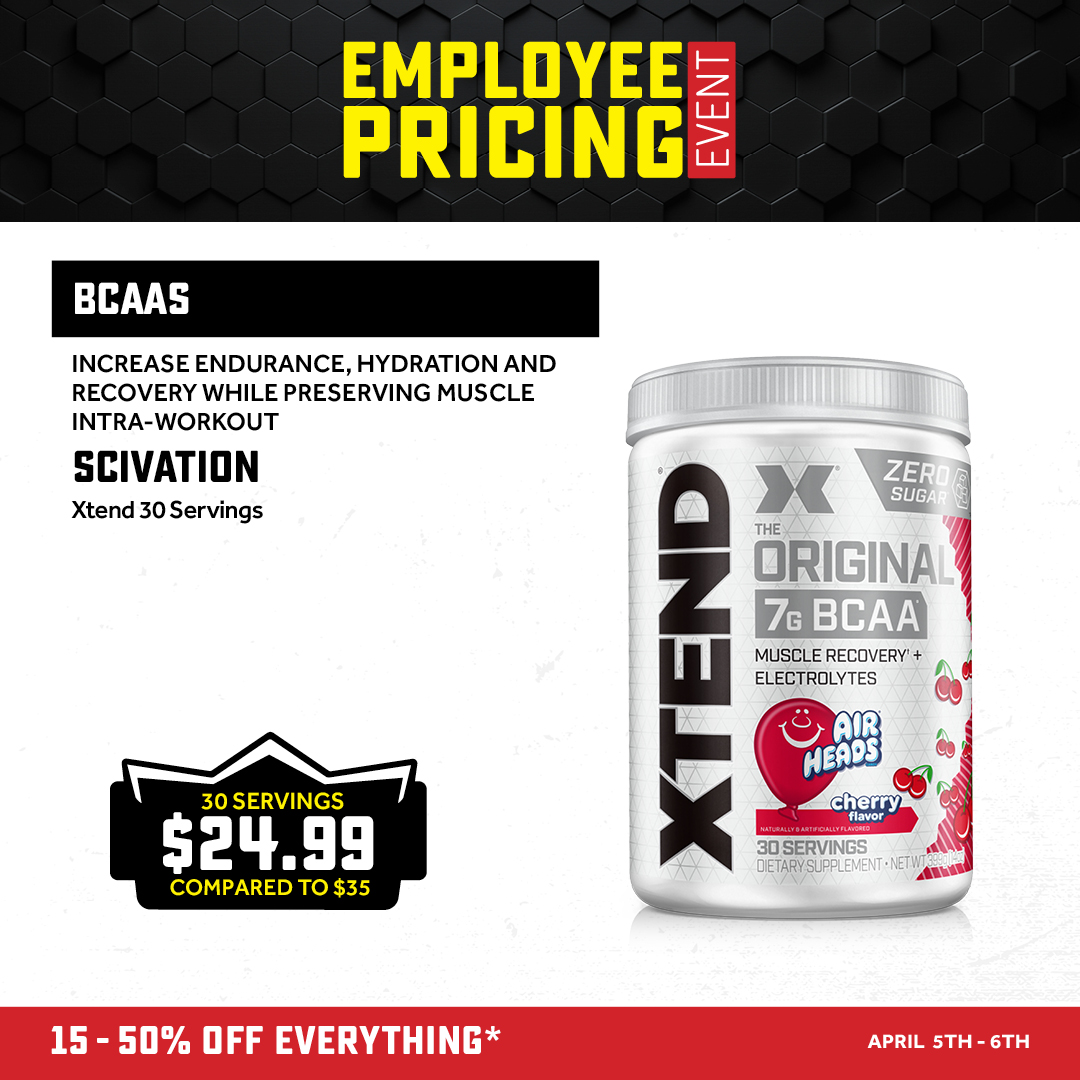 EMPLOYEE
PRICING
EVENT
BCAAS
INCREASE ENDURANCE, HYDRATION AND
RECOVERY WHILE PRESERVING MUSCLE
INTRA-WORKOUT
SCIVATION
Xtend 30 Servings
30 SERVINGS
$24.99
COMPARED TO $35
XTEND®
X®
ZERO
SUGAR
THE
ORIGINAL
7G BCAA*
MUSCLE RECOVERY† +
ELECTROLYTES
AIR
HEADS®
cherry
flavor
NATURALLY & ARTIFICIALLY FLAVORED
30 SERVINGS
DIETARY SUPPLEMENT • NET WT 399g (14oz)
15 - 50% OFF EVERYTHING*
APRIL 5TH - 6TH